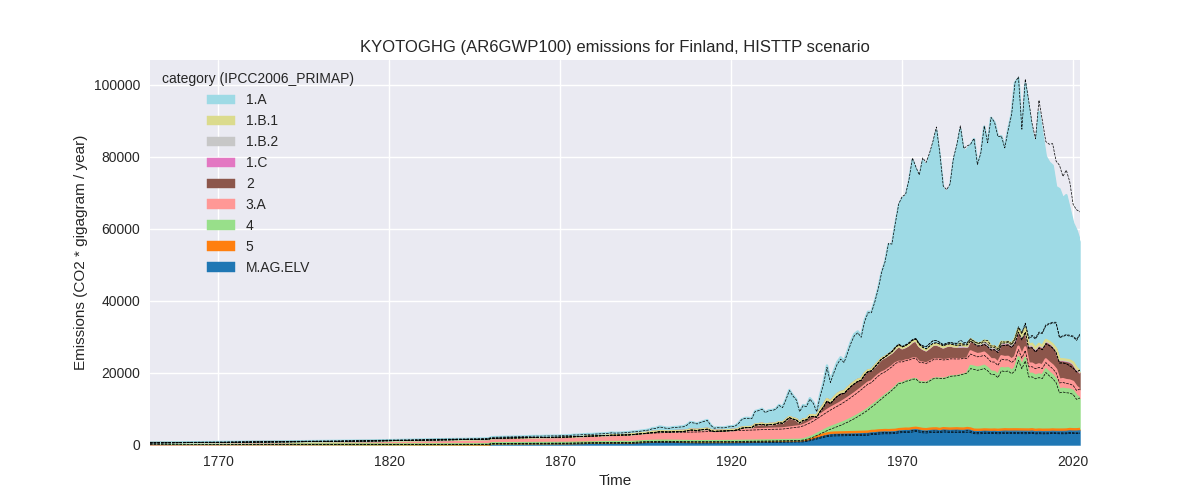 KYOTOGHG (AR6GWP100) emissions for Finland, HISTTP scenario
category (IPCC2006_PRIMAP)
1.A
1.B.1
1.B.2
1.C
2
3.A
4
5
M.AG.ELV
Emissions (CO2 * gigagram / year)
100000
80000
60000
40000
20000
0
1770
1820
1870
1920
1970
2020
Time